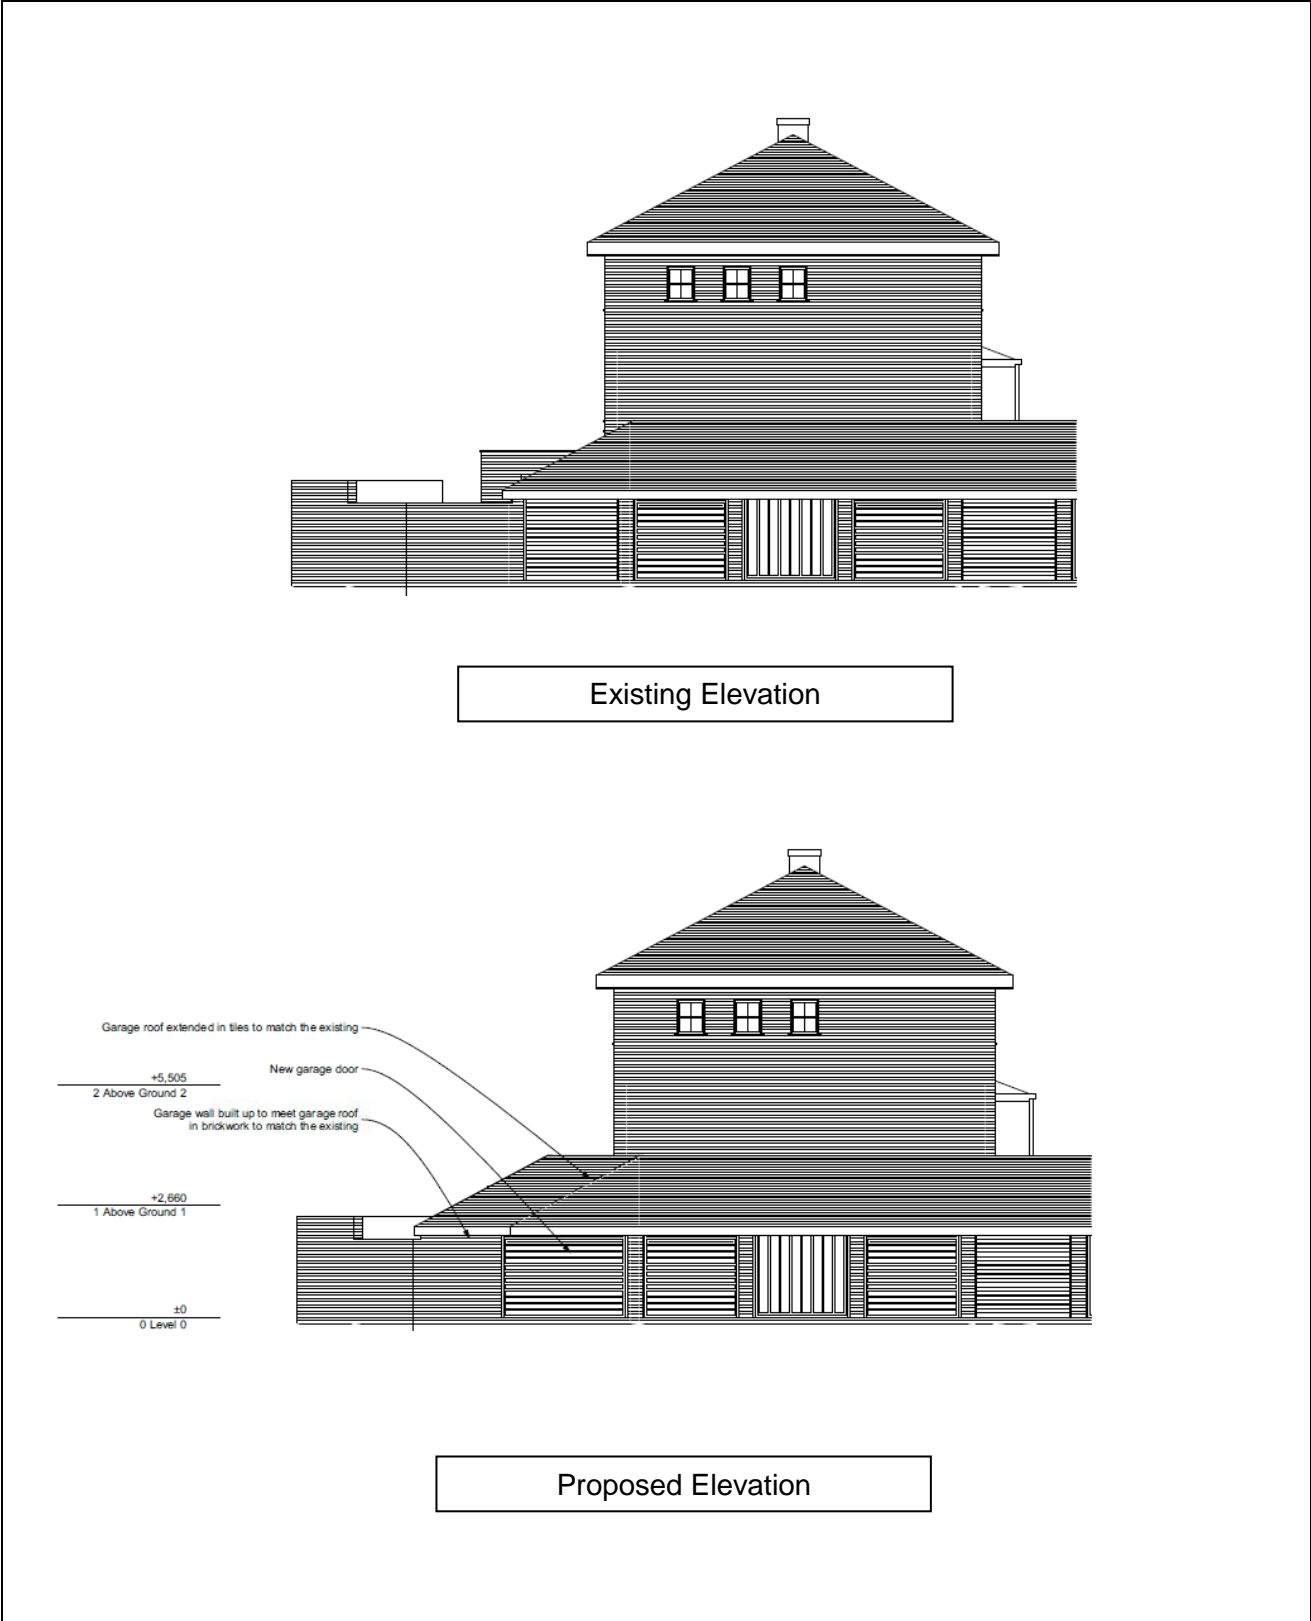 Existing Elevation
Garage roof extended in tiles to match the existing
New garage door
+5,505
2 Above Ground 2
Garage wall built up to meet garage roof
in brickwork to match the existing
+2,660
1 Above Ground 1
±0
0 Level 0
Proposed Elevation